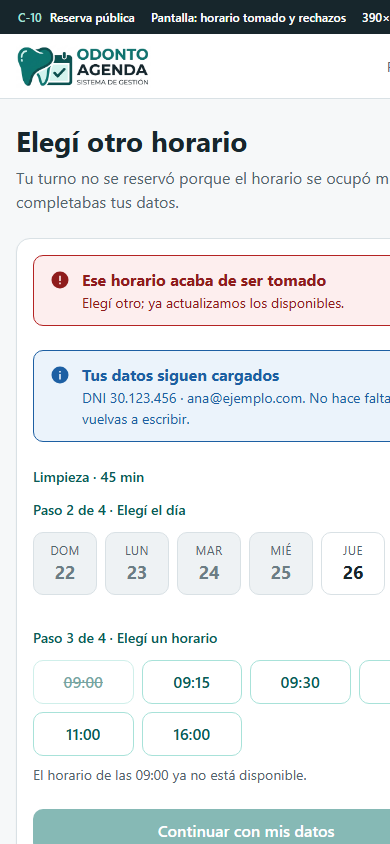 C-10 Reserva pública Pantalla: horario tomado y rechazos 390×
ODONTO
AGENDA
SISTEMA DE GESTIÓN
Elegí otro horario
Tu turno no se reservó porque el horario se ocupó
completabas tus datos.
Ese horario acaba de ser tomado
Elegí otro; ya actualizamos los disponibles.
Tus datos siguen cargados
DNI 30.123.456 · ana@ejemplo.com. No hace falta
vuelvas a escribir.
Limpieza · 45 min
Paso 2 de 4 · Elegí el día
DOM LUN MAR MIÉ JUE
22 23 24 25 26
Paso 3 de 4 · Elegí un horario
09:00 09:15 09:30
11:00 16:00
El horario de las 09:00 ya no está disponible.
Continuar con mis datos